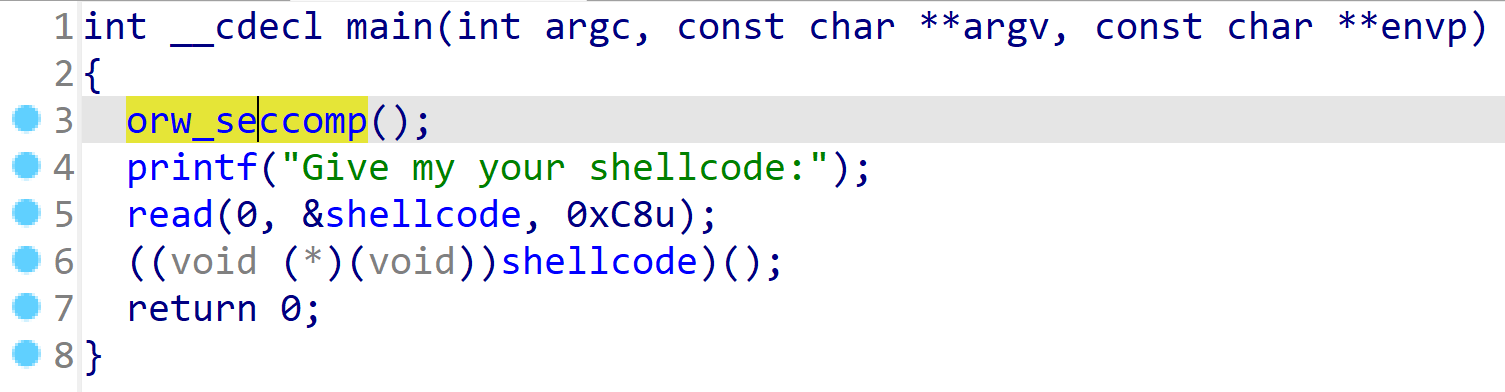 1 int __cdecl main(int argc, const char **argv, const char **envp)
2 {
3   orw_seccomp();
4   printf("Give my your shellcode:");
5   read(0, &shellcode, 0xC8u);
6   ((void (*)(void))shellcode)();
7   return 0;
8 }